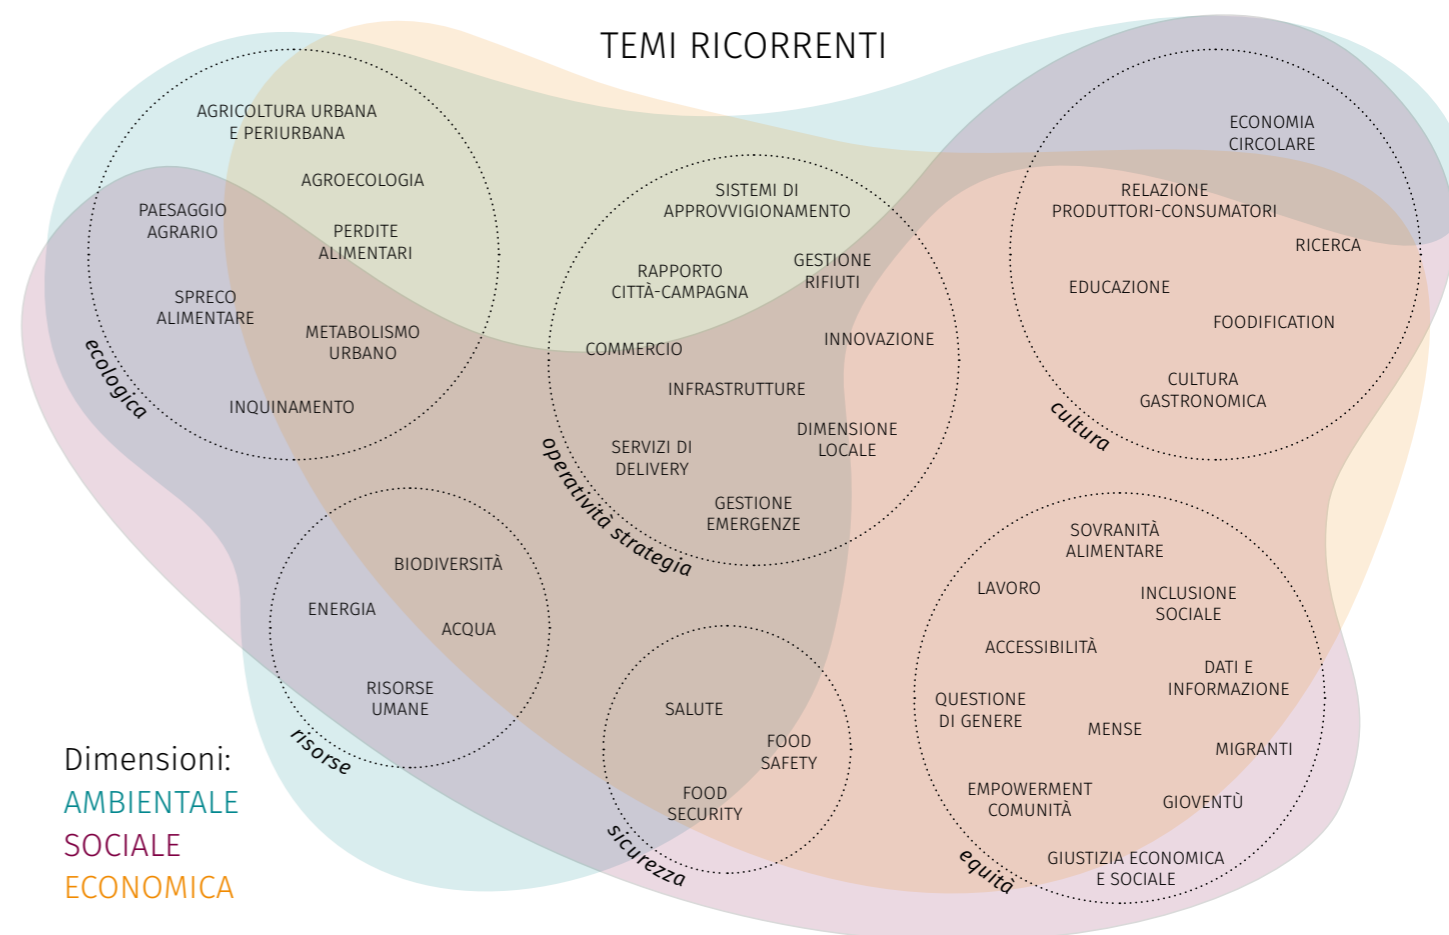 TEMI RICORRENTI
AGRICOLTURA URBANA
E PERIURBANA
AGROECOLOGIA
PAESAGGIO
AGRARIO
PERDITE
ALIMENTARI
SPRECO
ALIMENTARE
METABOLISMO
URBANO
INQUINAMENTO
ecologica
SISTEMI DI
APPROVVIGIONAMENTO
RAPPORTO
CITTÀ-CAMPAGNA
GESTIONE
RIFIUTI
COMMERCIO
INNOVAZIONE
INFRASTRUTTURE
DIMENSIONE
LOCALE
SERVIZI DI
DELIVERY
GESTIONE
EMERGENZE
operatività strategia
ECONOMIA
CIRCOLARE
RELAZIONE
PRODUTTORI-CONSUMATORI
RICERCA
EDUCAZIONE
FOODIFICATION
CULTURA
GASTRONOMICA
cultura
BIODIVERSITÀ
ENERGIA
ACQUA
RISORSE
UMANE
risorse
SALUTE
FOOD
SAFETY
FOOD
SECURITY
sicurezza
SOVRANITÀ
ALIMENTARE
LAVORO
INCLUSIONE
SOCIALE
ACCESSIBILITÀ
DATI E
INFORMAZIONE
QUESTIONE
DI GENERE
MENSE
MIGRANTI
EMPOWERMENT
COMUNITÀ
GIOVENTÙ
GIUSTIZIA ECONOMICA
E SOCIALE
equità
Dimensioni:
AMBIENTALE
SOCIALE
ECONOMICA